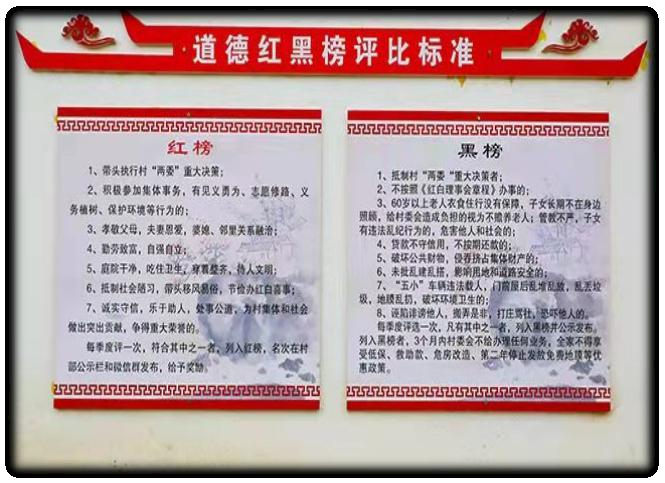 道德红黑榜评比标准
红榜
1、带头执行村“两委”重大决策；
2、积极参加集体事务，有见义勇为、志愿修路、义
务植树、保护环境等行为的；
3、孝敬父母，夫妻恩爱，婆媳、邻里关系融洽；
4、勤劳致富，自强自立；
5、庭院干净，吃住卫生，穿着整齐，待人文明；
6、抵制社会陋习，带头移风易俗，节俭办红白喜事；
7、诚实守信，乐于助人，处事公道，为村集体和社会
做出突出贡献，争得重大荣誉的。
每季度评一次，符合其中之一者，列入红榜，名次在村
部公示栏和微信群发布，给予奖励。
黑榜
1、抵制村“两委“重大决策者；
2、不按照《红白理事会章程》办事的；
3、60岁以上老人衣食住行没有保障，子女长期不在身边
照顾，给村委会造成负担的视为不赡养老人；管教不严，子女
有违法乱纪行为的，危害他人和社会的；
4、贷款不守信用，不按期还款的；
5、破坏公共财物，侵吞挤占集体财产的；
6、未批乱建乱搭，影响用地和道路安全的；
7、“五小”车辆违法载人，门前屋后乱堆乱放，乱丢垃
圾，地膜乱扔，破坏环境卫生的；
8、诬陷诽谤他人，搬弄是非，打庄骂社，恐吓他人的。
每季度评选一次，凡有其中之一者，列入黑榜并公示发布。
列入黑榜者，3个月内村委会不给办理任何业务，全家不得享
受低保、救助款、危房改造、第二年停止发放免费地膜等优
惠政策。